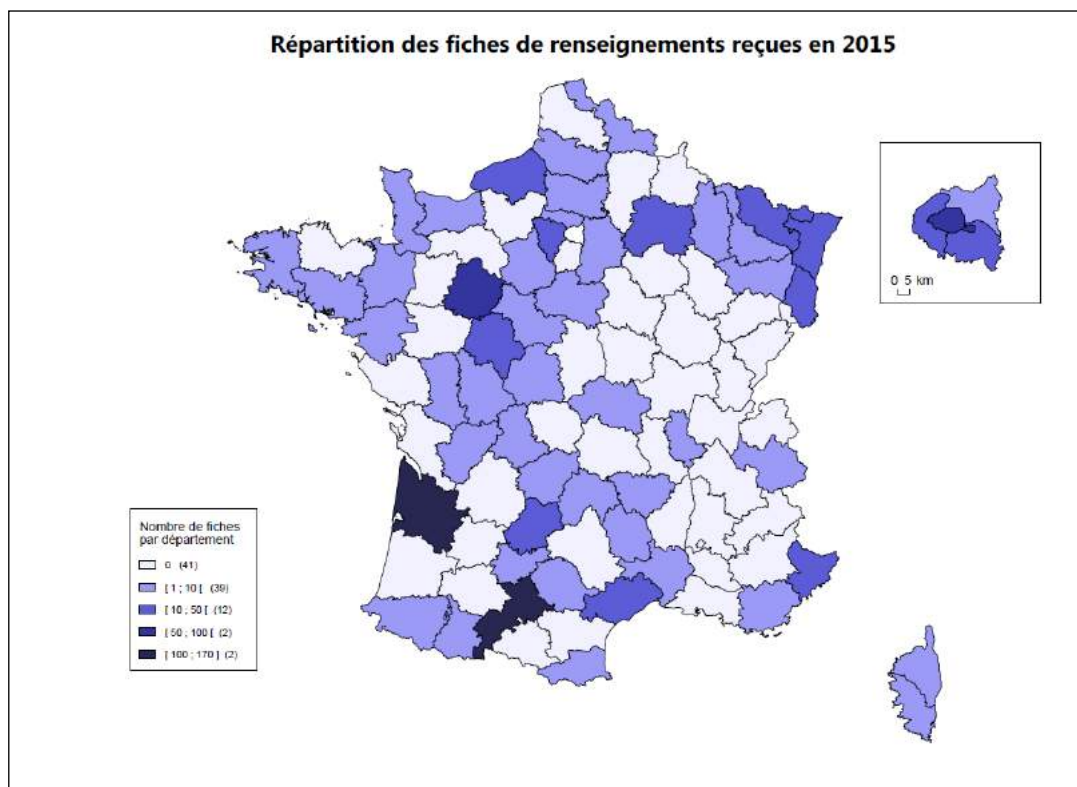 Répartition des fiches de renseignements reçues en 2015
0 5 km
Nombre de fiches
par département
0 (41)
[ 1 ; 10 [ (39)
[ 10 ; 50 [ (12)
[ 50 ; 100 [ (2)
[ 100 ; 170 ] (2)